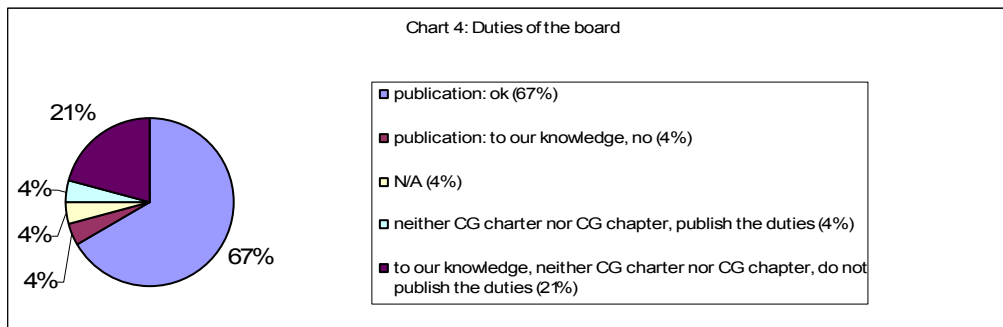 Chart 4: Duties of the board
21%
4%
4%
4%
67%
publication: ok (67%)
publication: to our knowledge, no (4%)
N/A (4%)
neither CG charter nor CG chapter, publish the duties (4%)
to our knowledge, neither CG charter nor CG chapter, do not
publish the duties (21%)